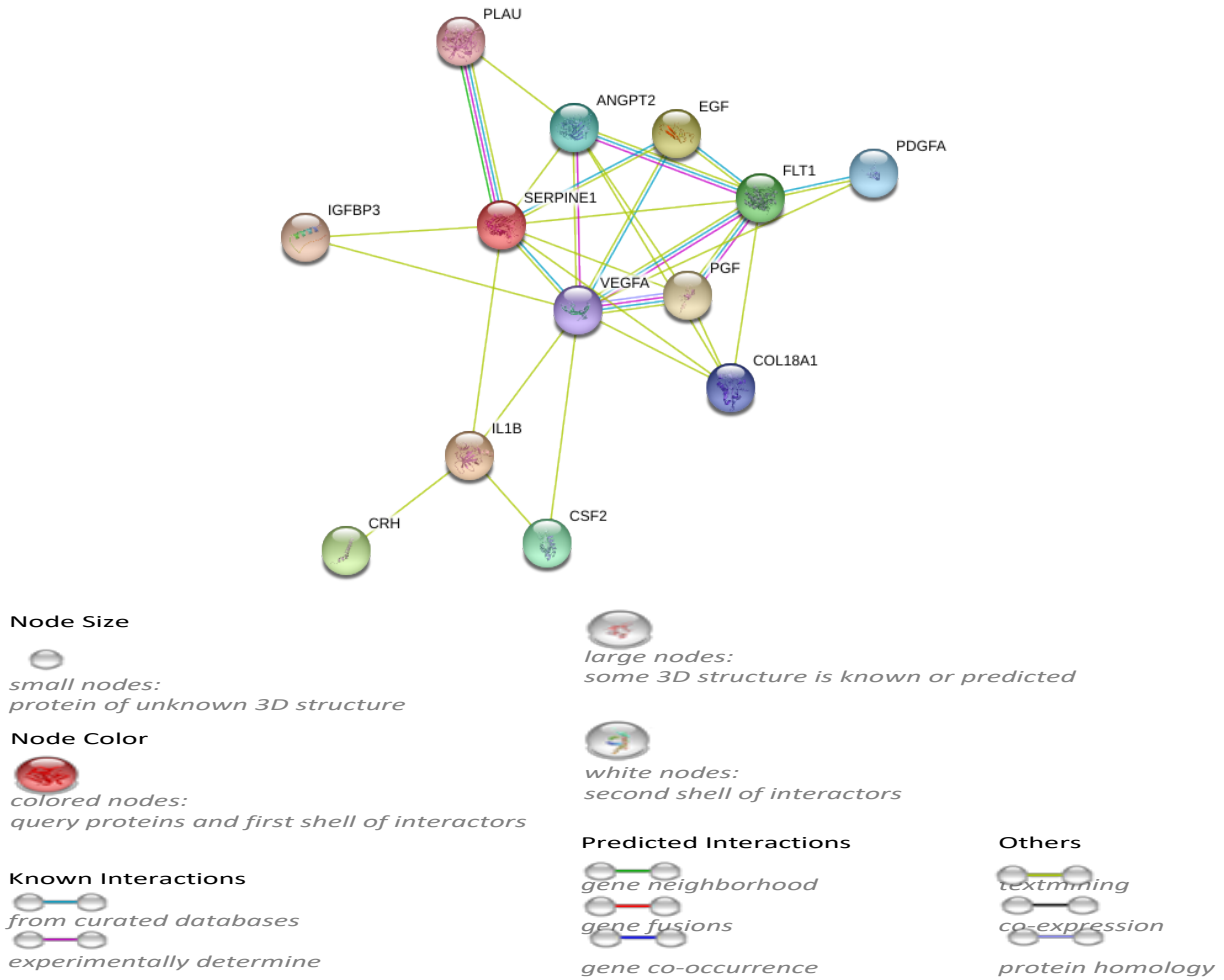 PLAU
ANGPT2
EGF
PDGFA
FLT1
SERPINE1
IGFBP3
PGF
VEGFA
COL18A1
IL1B
CSF2
CRH
Node Size
small nodes:
protein of unknown 3D structure
large nodes:
some 3D structure is known or predicted
Node Color
colored nodes:
query proteins and first shell of interactors
white nodes:
second shell of interactors
Known Interactions
from curated databases
experimentally determine
Predicted Interactions
gene neighborhood
gene fusions
gene co-occurrence
Others
textmining
co-expression
protein homology